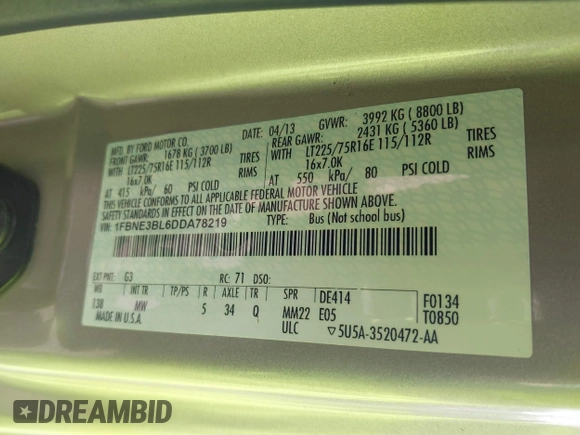 MFD. BY FORD MOTOR CO.
DATE: 04/13 GVWR: 3992 KG ( 8800 LB)
FRONT GAWR: 1678 KG ( 3700 LB) REAR GAWR: 2431 KG ( 5360 LB)
WITH LT225/75R16E 115/112R TIRES WITH LT225/75R16E 115/112R TIRES
16x7.0K RIMS 16x7.0K RIMS
AT 415 kPa/ 60 PSI COLD AT 550 kPa/ 80 PSI COLD
THIS VEHICLE CONFORMS TO ALL APPLICABLE FEDERAL MOTOR VEHICLE
SAFETY STANDARDS IN EFFECT ON THE DATE OF MANUFACTURE SHOWN ABOVE.
VIN: 1FBNE3BL6DDA78219 TYPE: Bus (Not school bus)
EXT PNT: G3 RC: 71 DSO:
WB INT TR TP/PS R AXLE TR SPR DE414 F0134
138 MW 5 34 Q MM22 E05 T0850
MADE IN U.S.A. ULC 5U5A-3520472-AA
DREAMBID